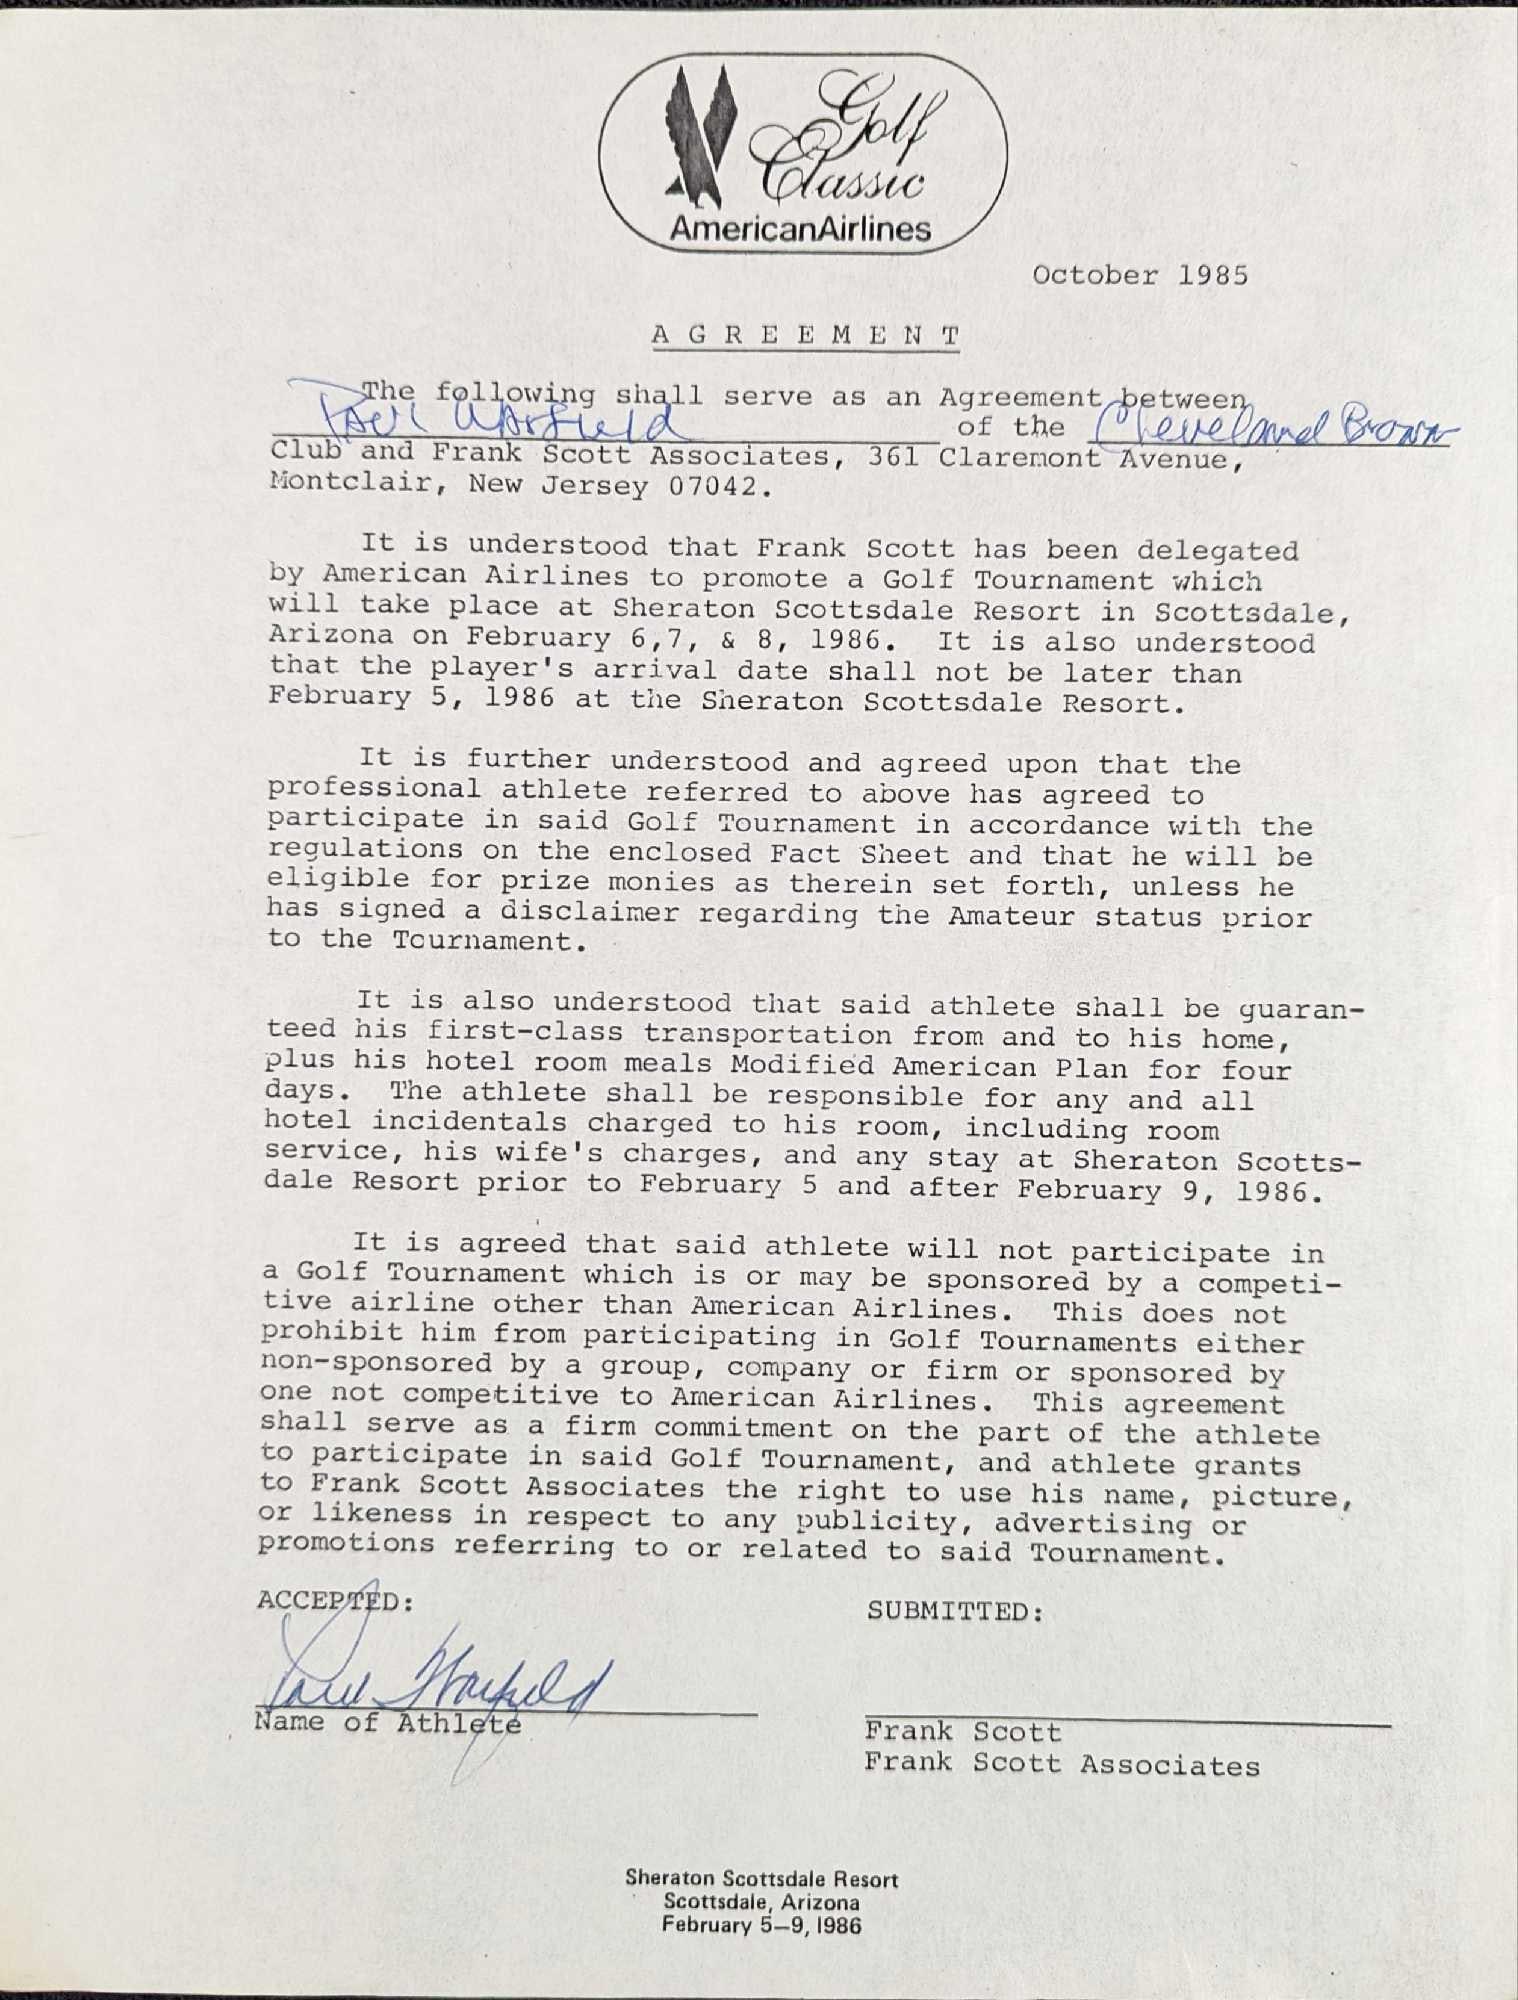 Golf
Classic
AmericanAirlines
October 1985
A G R E E M E N T
The following shall serve as an Agreement between
Paul Warfield of the Cleveland Browns
Club and Frank Scott Associates, 361 Claremont Avenue,
Montclair, New Jersey 07042.
It is understood that Frank Scott has been delegated
by American Airlines to promote a Golf Tournament which
will take place at Sheraton Scottsdale Resort in Scottsdale,
Arizona on February 6,7, & 8, 1986. It is also understood
that the player's arrival date shall not be later than
February 5, 1986 at the Sheraton Scottsdale Resort.
It is further understood and agreed upon that the
professional athlete referred to above has agreed to
participate in said Golf Tournament in accordance with the
regulations on the enclosed Fact Sheet and that he will be
eligible for prize monies as therein set forth, unless he
has signed a disclaimer regarding the Amateur status prior
to the Tournament.
It is also understood that said athlete shall be guaran-
teed his first-class transportation from and to his home,
plus his hotel room meals Modified American Plan for four
days. The athlete shall be responsible for any and all
hotel incidentals charged to his room, including room
service, his wife's charges, and any stay at Sheraton Scotts-
dale Resort prior to February 5 and after February 9, 1986.
It is agreed that said athlete will not participate in
a Golf Tournament which is or may be sponsored by a competi-
tive airline other than American Airlines. This does not
prohibit him from participating in Golf Tournaments either
non-sponsored by a group, company or firm or sponsored by
one not competitive to American Airlines. This agreement
shall serve as a firm commitment on the part of the athlete
to participate in said Golf Tournament, and athlete grants
to Frank Scott Associates the right to use his name, picture,
or likeness in respect to any publicity, advertising or
promotions referring to or related to said Tournament.
ACCEPTED: SUBMITTED:
Paul Warfield
Name of Athlete Frank Scott
Frank Scott Associates
Sheraton Scottsdale Resort
Scottsdale, Arizona
February 5–9, 1986